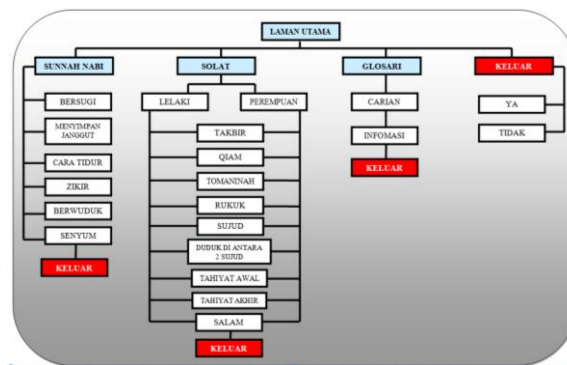 LAMAN UTAMA
SUNNAH NABI
SOLAT
GLOSARI
KELUAR
BERSUGI
MENYIMPAN
JANGGUT
CARA TIDUR
ZIKIR
BERWUDUK
SENYUM
KELUAR
LELAKI
PEREMPUAN
TAKBIR
QIAM
TOMANINAH
RUKUK
SUJUD
DUDUK DI ANTARA
2 SUJUD
TAHIYAT AWAL
TAHIYAT AKHIR
SALAM
KELUAR
CARIAN
INFOMASI
KELUAR
YA
TIDAK